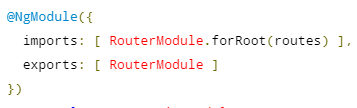 @NgModule({
  imports: [ RouterModule.forRoot(routes) ],
  exports: [ RouterModule ]
})